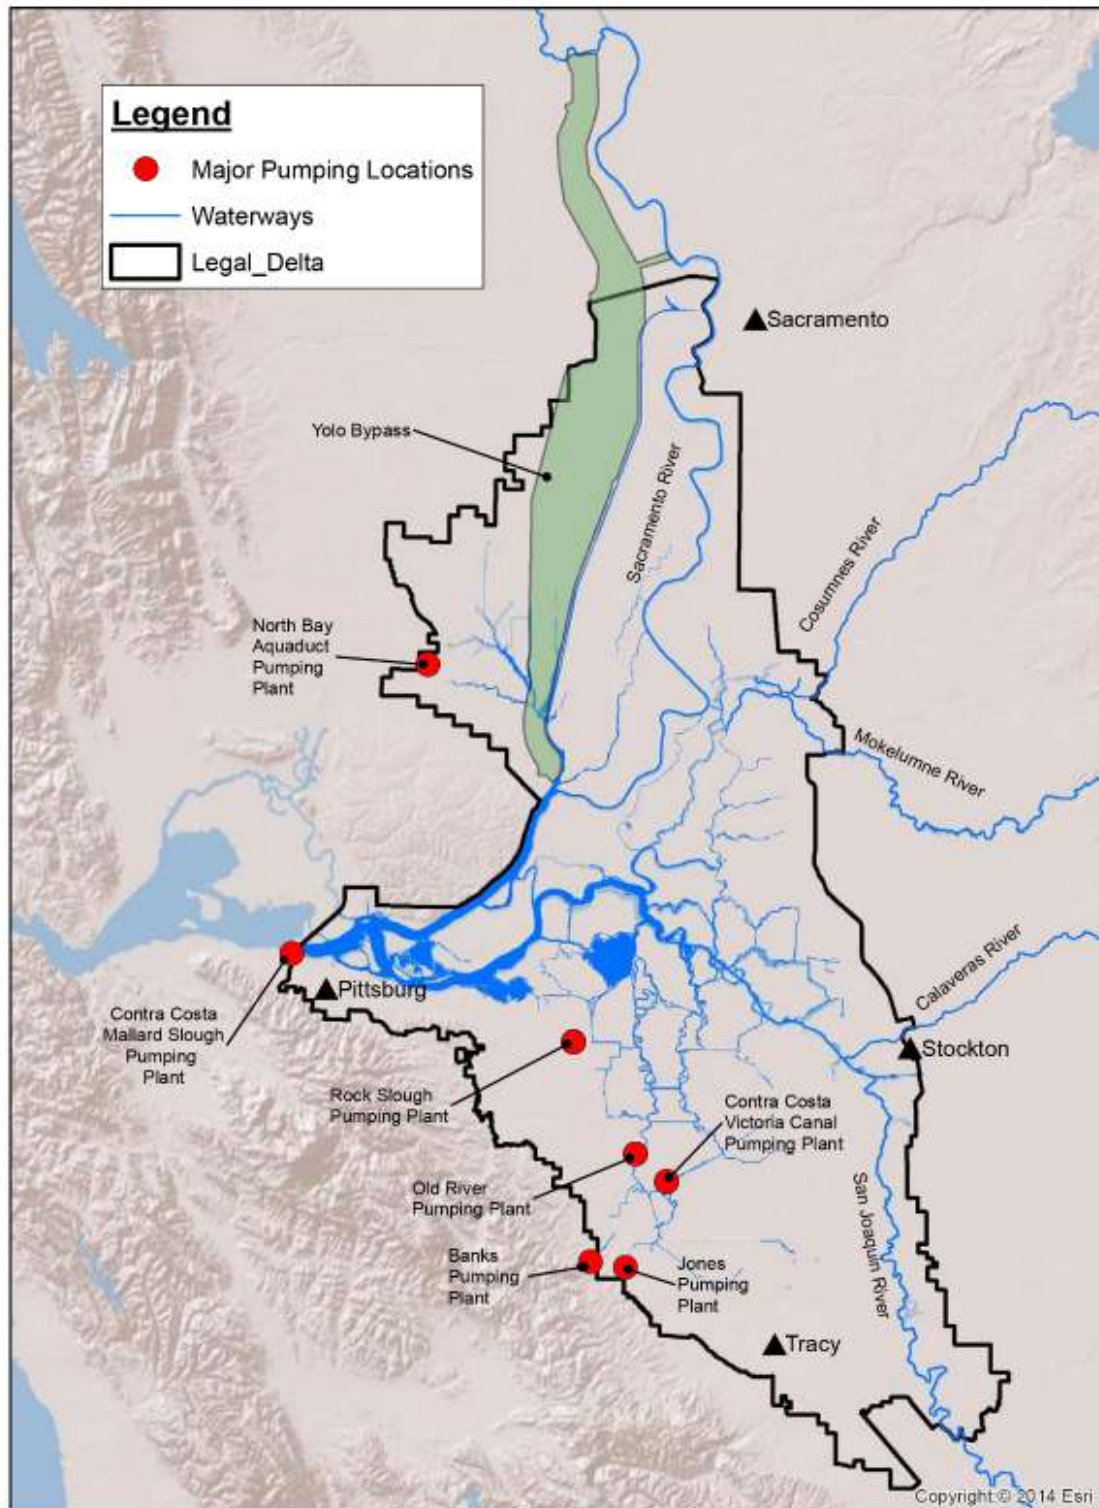 Legend
Major Pumping Locations
Waterways
Legal_Delta
Sacramento
Yolo Bypass
Sacramento River
Cosumnes River
North Bay
Aquaduct
Pumping
Plant
Mokelumne River
Calaveras River
Pittsburg
Contra Costa
Mallard Slough
Pumping
Plant
Stockton
Rock Slough
Pumping Plant
Contra Costa
Victoria Canal
Pumping Plant
Old River
Pumping Plant
San Joaquin River
Banks
Pumping
Plant
Jones
Pumping
Plant
Tracy
Copyright © 2014 Esri